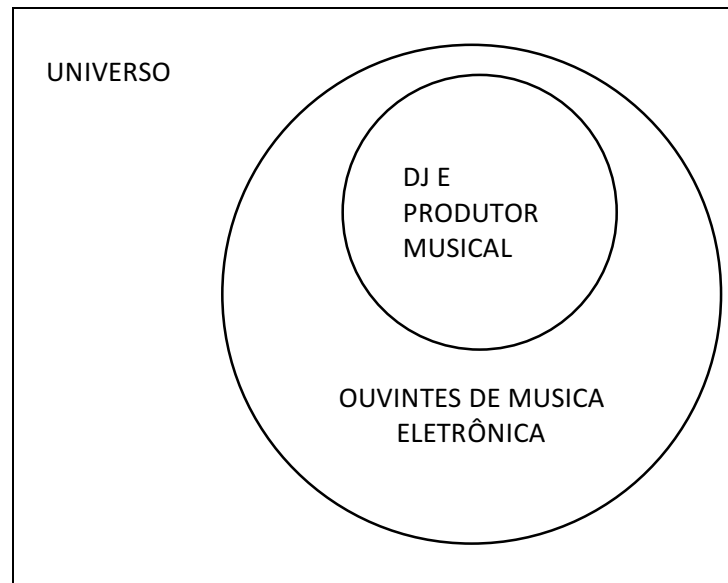 UNIVERSO
DJ E
PRODUTOR
MUSICAL
OUVINTES DE MUSICA
ELETRÔNICA